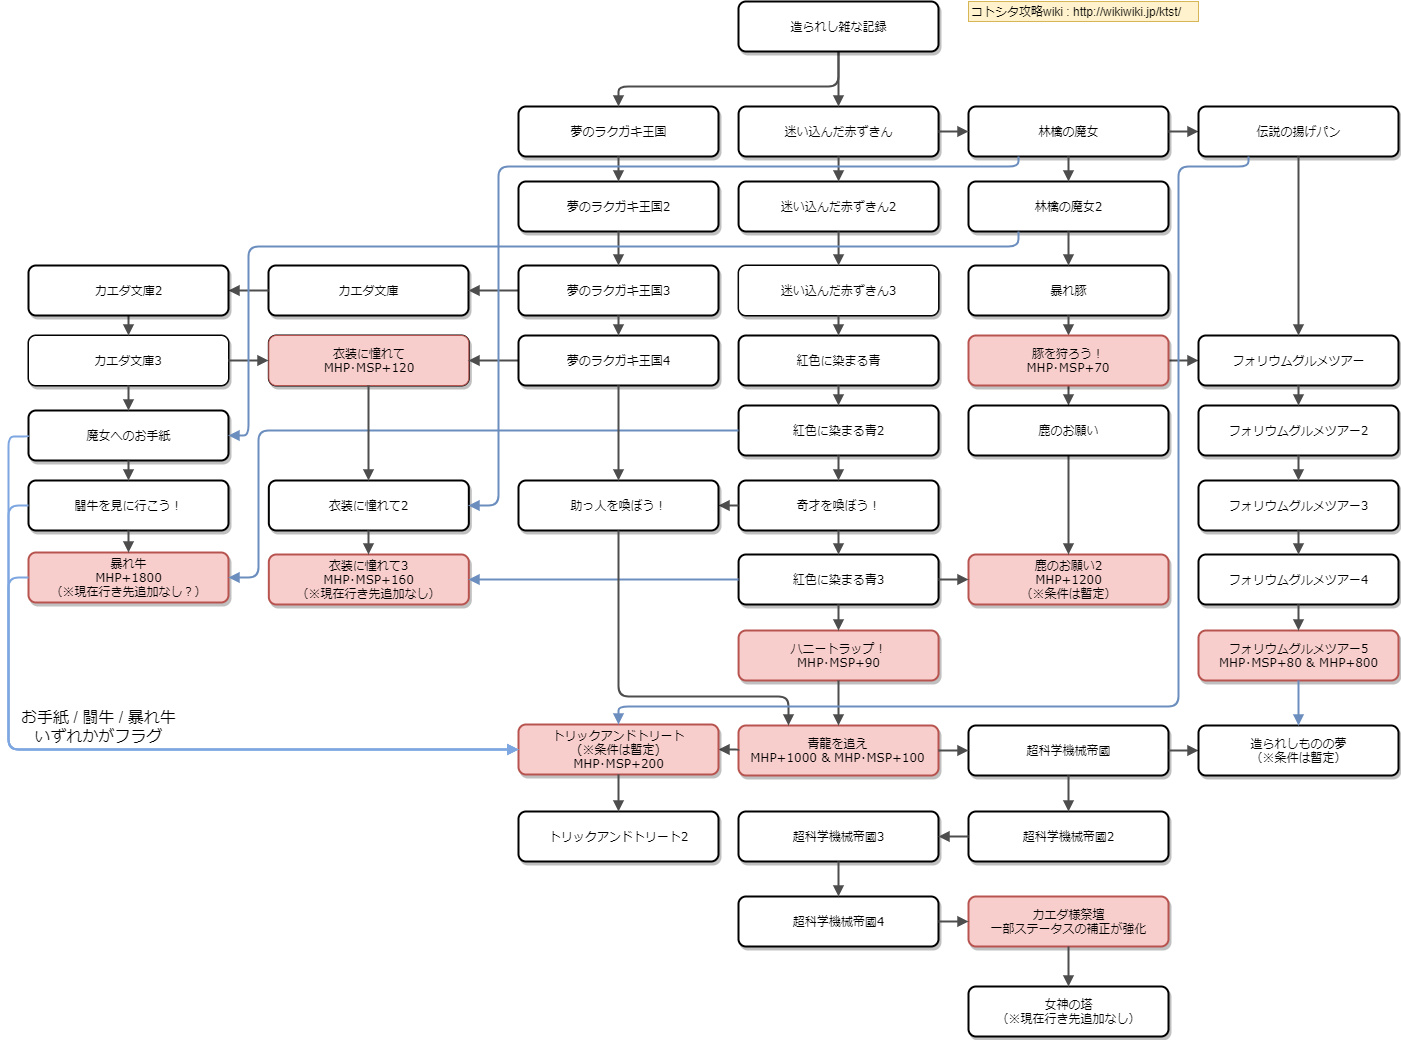 造られし雑な記録
コトシタ攻略wiki : http://wikiwiki.jp/ktst/
夢のラクガキ王国
迷い込んだ赤ずきん
林檎の魔女
伝説の揚げパン
夢のラクガキ王国2
迷い込んだ赤ずきん2
林檎の魔女2
カエダ文庫2
カエダ文庫
夢のラクガキ王国3
迷い込んだ赤ずきん3
暴れ豚
カエダ文庫3
衣装に憧れて
MHP・MSP+120
夢のラクガキ王国4
紅色に染まる青
豚を狩ろう！
MHP・MSP+70
フォリウムグルメツアー
魔女へのお手紙
紅色に染まる青2
鹿のお願い
フォリウムグルメツアー2
闘牛を見に行こう！
衣装に憧れて2
助っ人を喚ぼう！
奇才を喚ぼう！
フォリウムグルメツアー3
暴れ牛
MHP+1800
（※現在行き先追加なし？）
衣装に憧れて3
MHP・MSP+160
（※現在行き先追加なし）
紅色に染まる青3
鹿のお願い2
MHP+1200
（※条件は暫定）
フォリウムグルメツアー4
ハニートラップ！
MHP・MSP+90
フォリウムグルメツアー5
MHP・MSP+80 & MHP+800
お手紙 / 闘牛 / 暴れ牛
いずれかがフラグ
トリックアンドトリート
（※条件は暫定）
MHP・MSP+200
青龍を追え
MHP+1000 & MHP・MSP+100
超科学機械帝國
造られしものの夢
（※条件は暫定）
トリックアンドトリート2
超科学機械帝國3
超科学機械帝國2
超科学機械帝國4
カエダ様祭壇
一部ステータスの補正が強化
女神の塔
（※現在行き先追加なし）